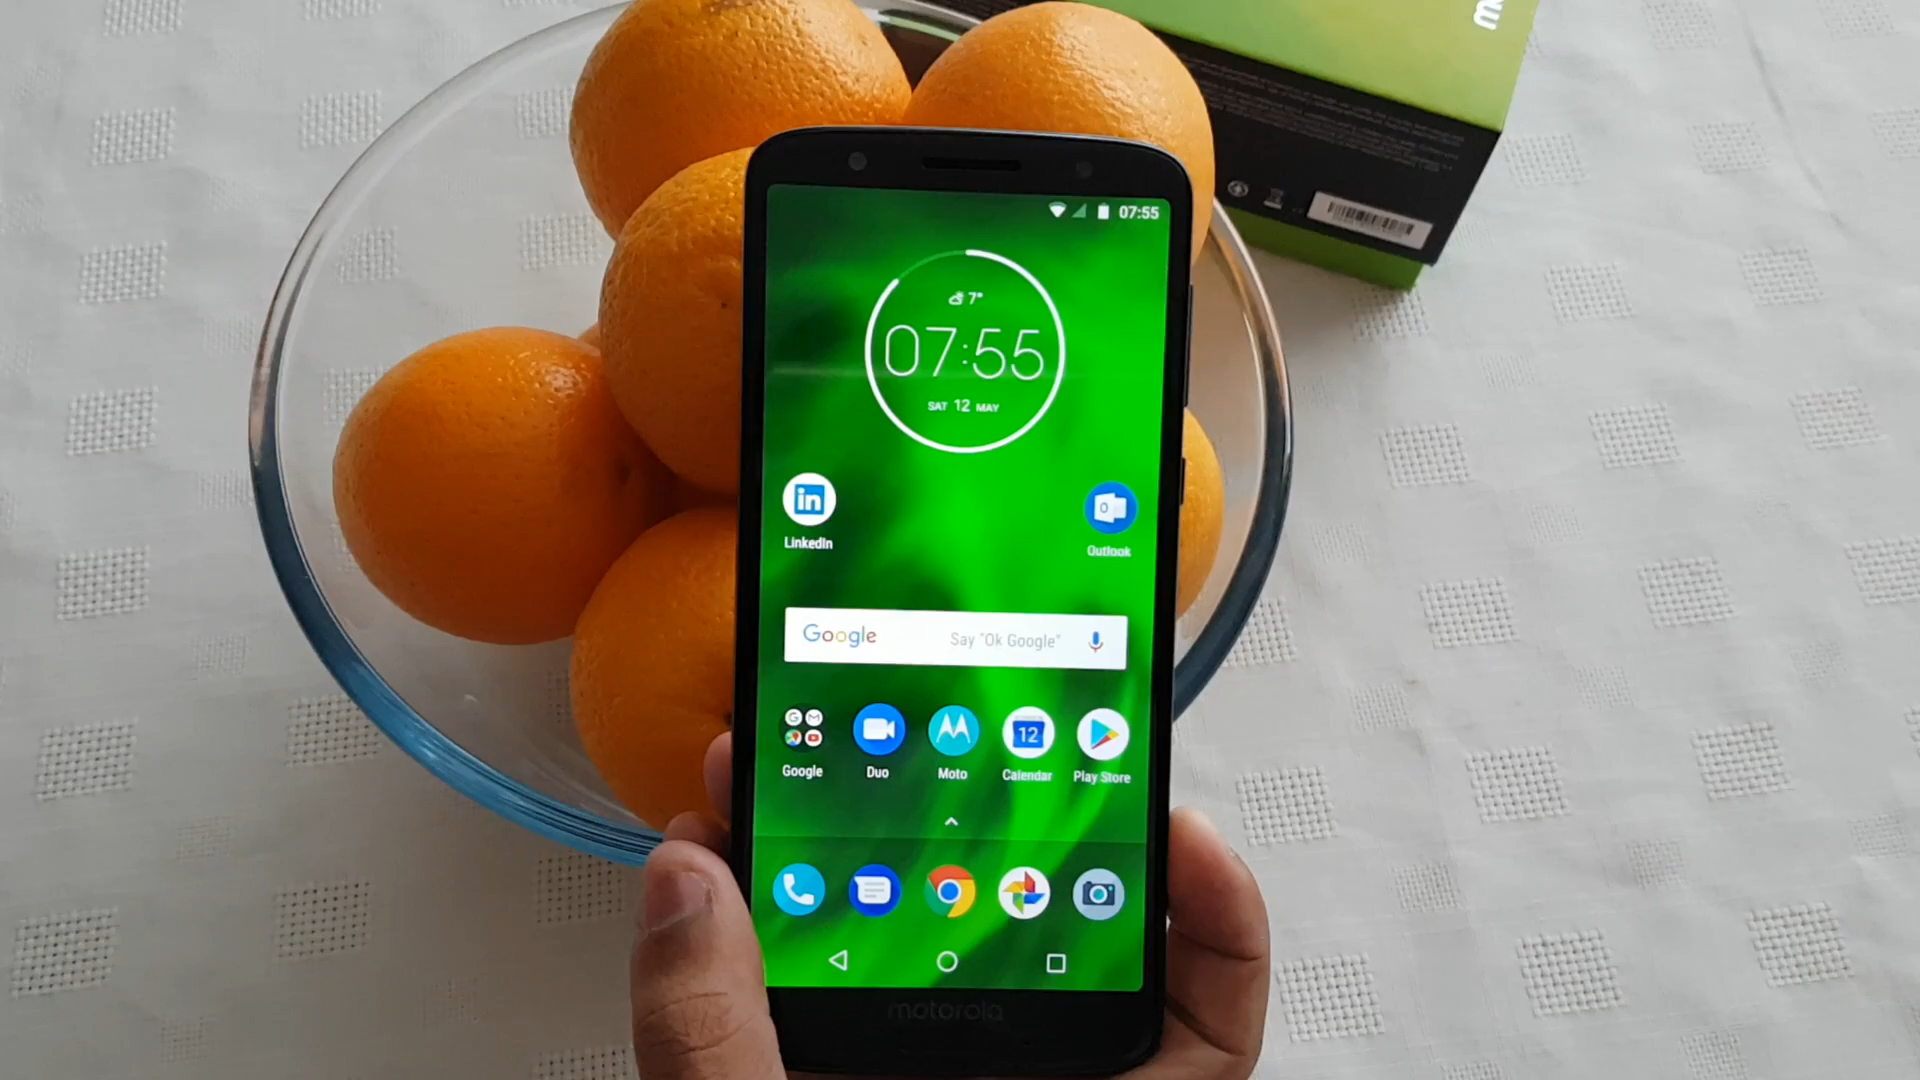 07:55
7°
07:55
SAT 12 MAY
in
LinkedIn
O
Outlook
Google
Say "Ok Google"
G
12
Google
Duo
Moto
Calendar
Play Store
motorola